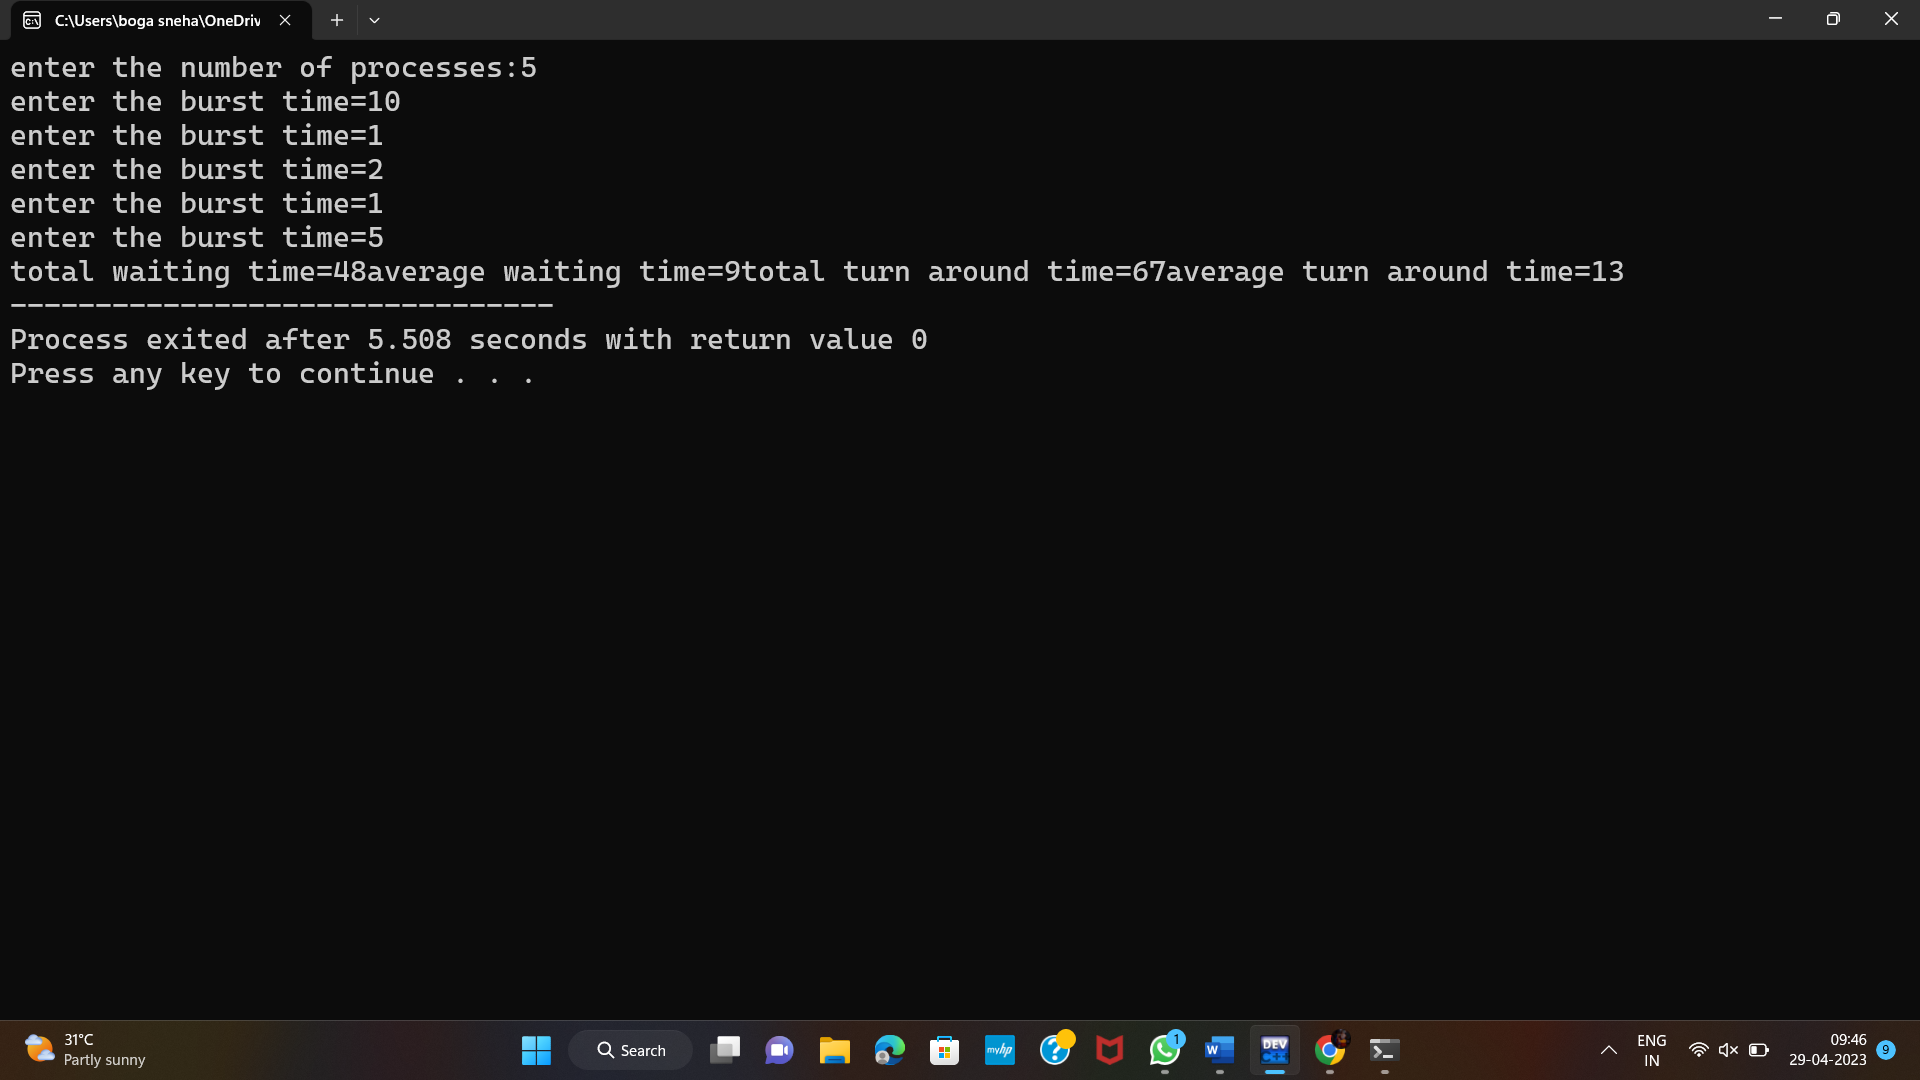 C:\Users\boga sneha\OneDriv
enter the number of processes:5
enter the burst time=10
enter the burst time=1
enter the burst time=2
enter the burst time=1
enter the burst time=5
total waiting time=48average waiting time=9total turn around time=67average turn around time=13
--------------------------------
Process exited after 5.508 seconds with return value 0
Press any key to continue . . .
31°C
Partly sunny
Search
myhp
1
W
DEV
C++
ENG
IN
09:46
29-04-2023
9